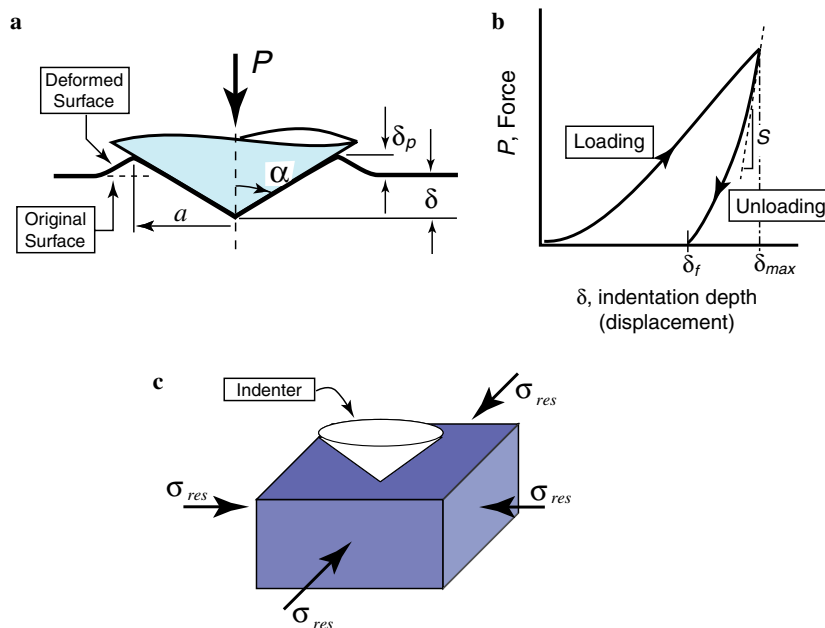 a
P
Deformed
Surface
δp
α
δ
Original
Surface
a
b
P, Force
Loading
S
Unloading
δf
δmax
δ, indentation depth
(displacement)
c
Indenter
σres
σres
σres
σres